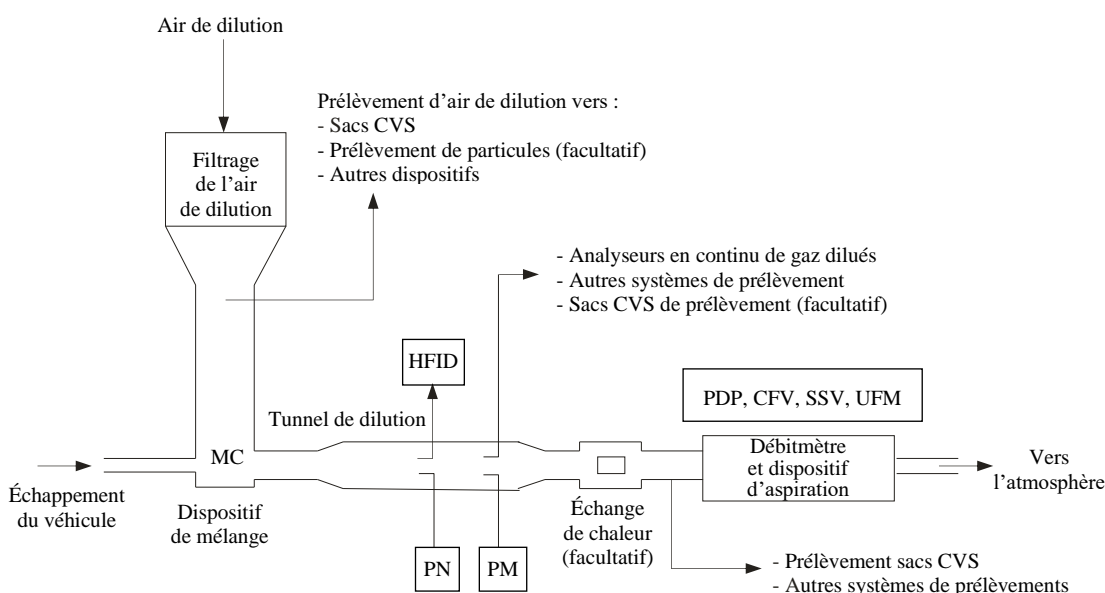 Air de dilution
Prélèvement d’air de dilution vers :
- Sacs CVS
- Prélèvement de particules (facultatif)
- Autres dispositifs
Filtrage
de l’air
de dilution
- Analyseurs en continu de gaz dilués
- Autres systèmes de prélèvement
- Sacs CVS de prélèvement (facultatif)
HFID
PDP, CFV, SSV, UFM
Tunnel de dilution
MC
Débitmètre
et dispositif
d’aspiration
Vers
l’atmosphère
Échappement
du véhicule
Dispositif
de mélange
Échange
de chaleur
(facultatif)
PN
PM
- Prélèvement sacs CVS
- Autres systèmes de prélèvements